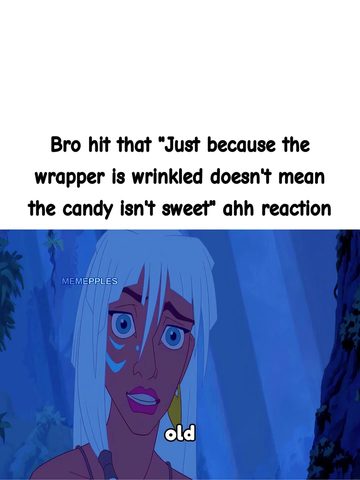 Bro hit that "Just because the
wrapper is wrinkled doesn't mean
the candy isn't sweet" ahh reaction
MEMEPPLES
old